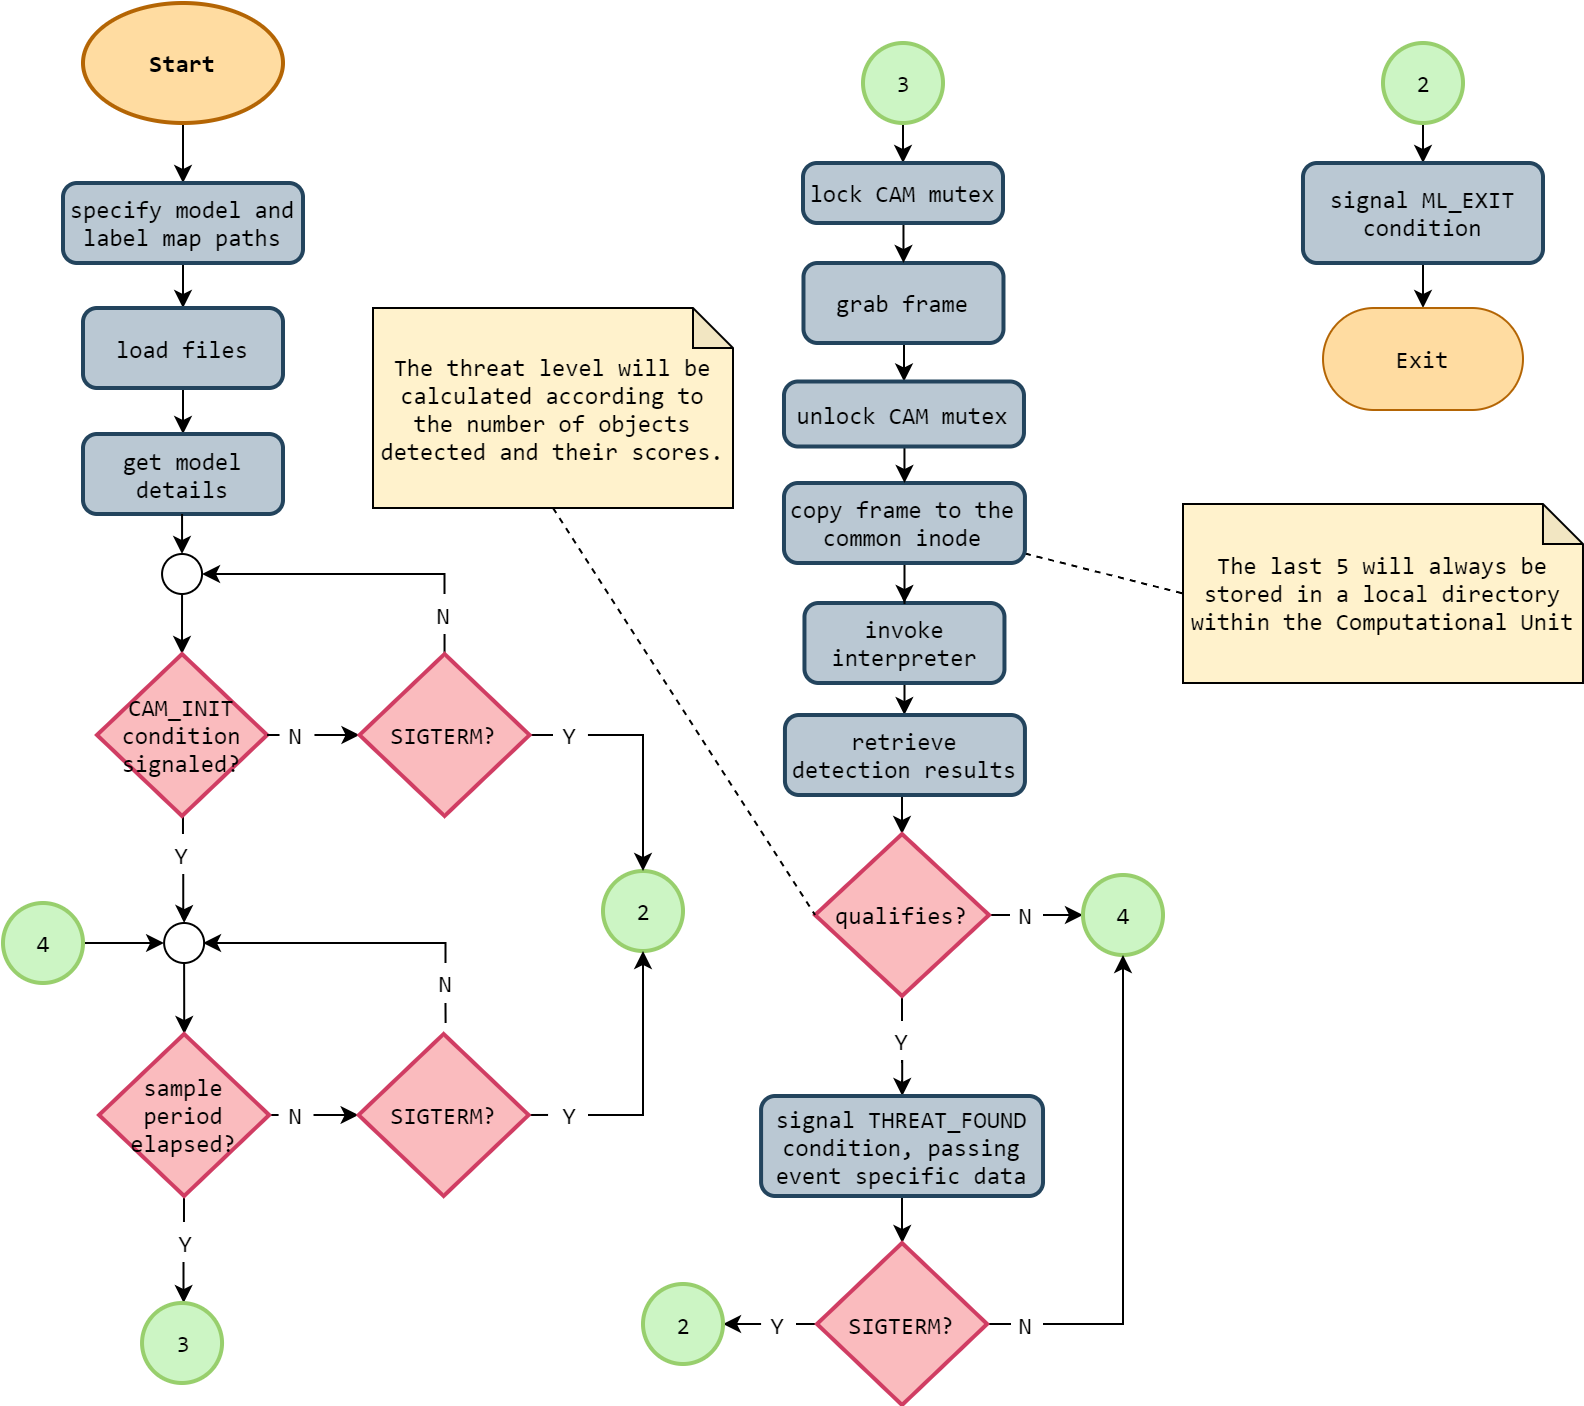 Start
specify model and
label map paths
load files
get model
details
N
CAM_INIT
condition
signaled?
N
SIGTERM?
Y
Y
2
4
N
sample
period
elapsed?
N
SIGTERM?
Y
Y
3
The threat level will be
calculated according to
the number of objects
detected and their scores.
3
lock CAM mutex
grab frame
unlock CAM mutex
copy frame to the
common inode
The last 5 will always be
stored in a local directory
within the Computational Unit
invoke
interpreter
retrieve
detection results
qualifies?
N
4
Y
signal THREAT_FOUND
condition, passing
event specific data
2
Y
SIGTERM?
N
2
signal ML_EXIT
condition
Exit